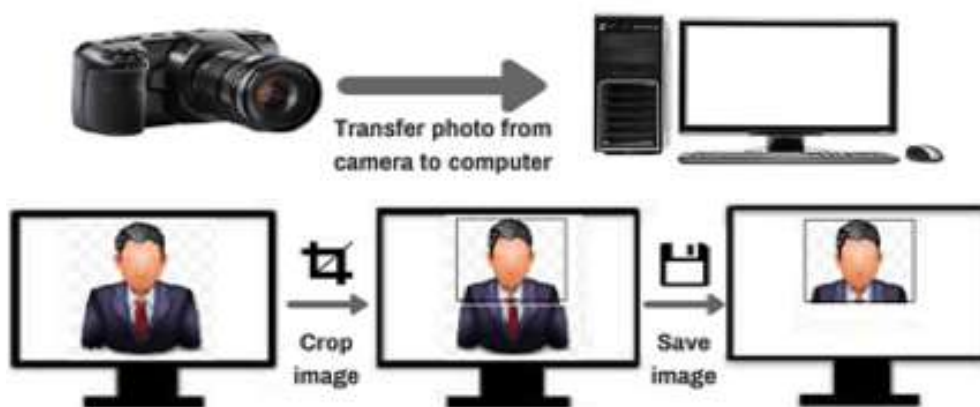 Transfer photo from
camera to computer
Crop
image
Save
image